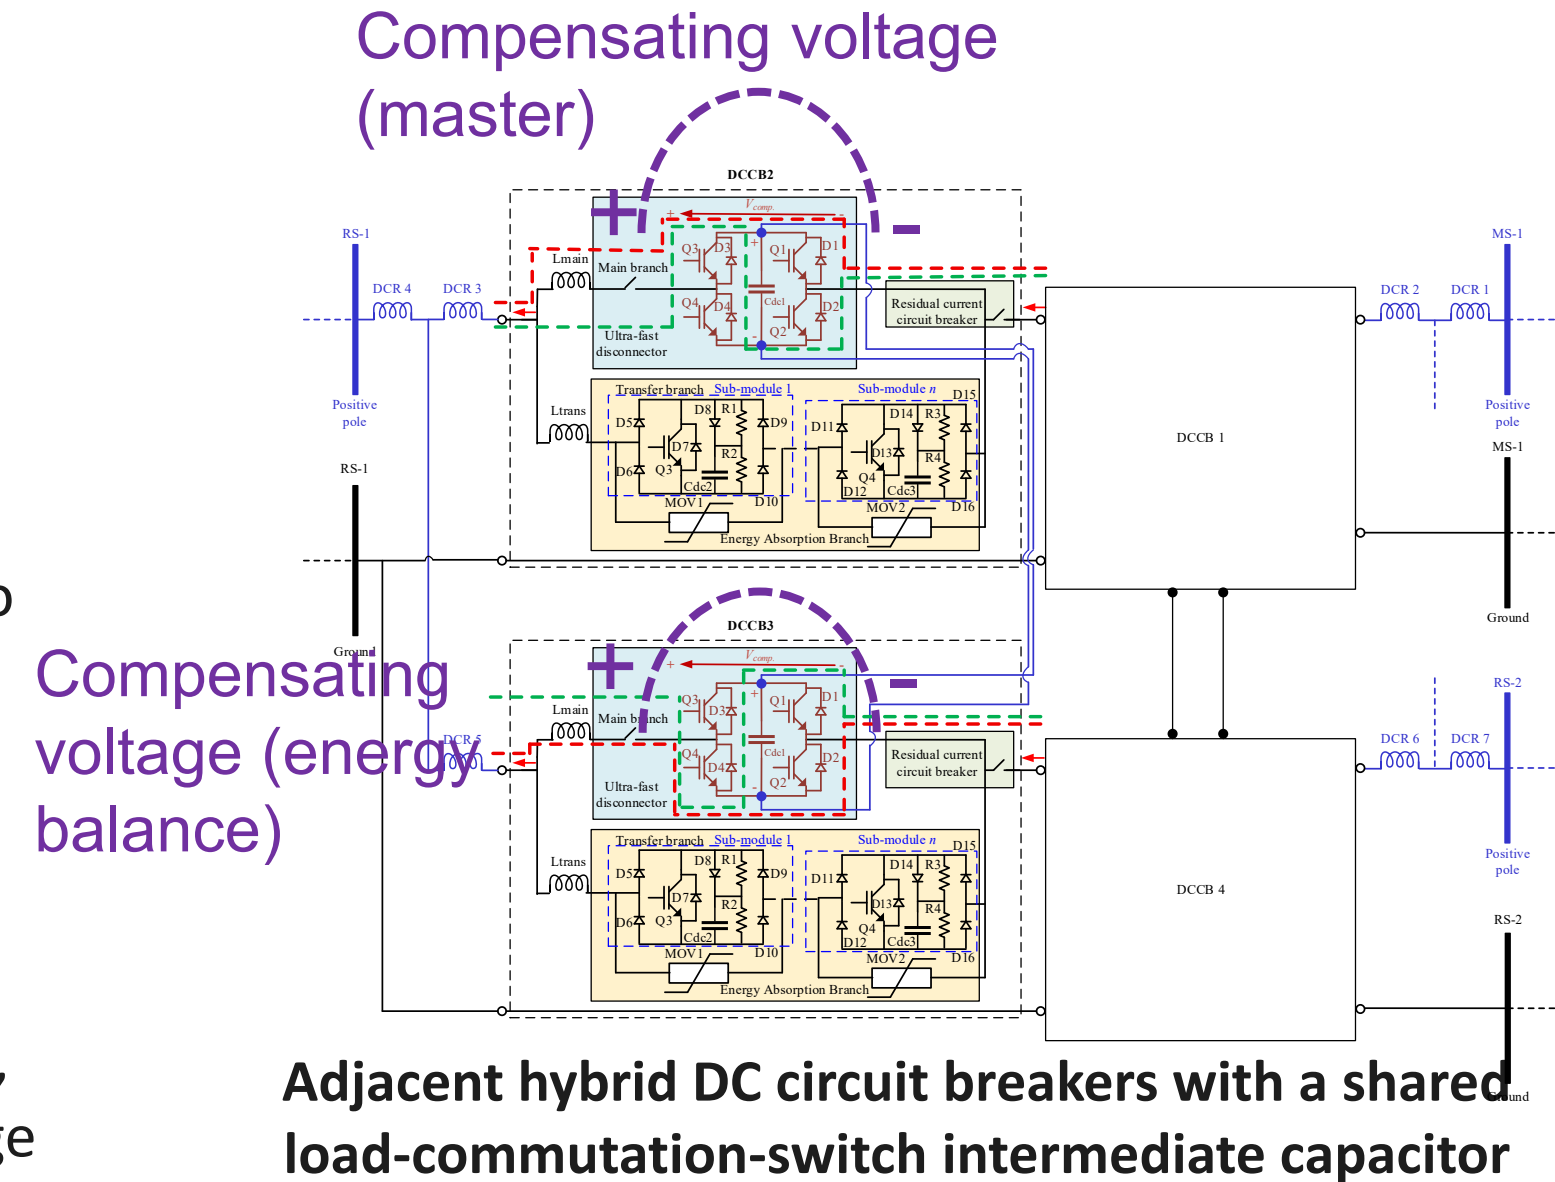 Compensating voltage
(master)
DCCB2
RS-1
MS-1
+
-
+
V comp.
-
Lmain
Main branch
Q3
D3
+
Q1
D1
DCR 4
DCR 3
DCR 2
DCR 1
Q4
D4
Cdc1
D2
Q2
-
Residual current
circuit breaker
Ultra-fast
disconnector
Positive
pole
Positive
pole
Transfer branch
Sub-module 1
Sub-module n
D15
Ltrans
D5
D8
R1
D9
D11
D14
R3
D7
R2
D13
R4
D6
Q3
Cdc2
D12
Q4
Cdc3
MOV1
D10
MOV2
D16
Energy Absorption Branch
DCCB 1
RS-1
MS-1
Ground
Ground
Compensating
voltage (energy
balance)
DCCB3
+
-
+
V comp.
-
RS-2
Lmain
Main branch
Q3
D3
+
Q1
D1
DCR 5
DCR 6
DCR 7
Q4
D4
Cdc1
D2
Q2
-
Residual current
circuit breaker
Ultra-fast
disconnector
Positive
pole
Transfer branch
Sub-module 1
Sub-module n
D15
Ltrans
D5
D8
R1
D9
D11
D14
R3
D7
R2
D13
R4
D6
Q3
Cdc2
D12
Q4
Cdc3
MOV1
D10
MOV2
D16
Energy Absorption Branch
DCCB 4
RS-2
Ground
Adjacent hybrid DC circuit breakers with a shared
load-commutation-switch intermediate capacitor